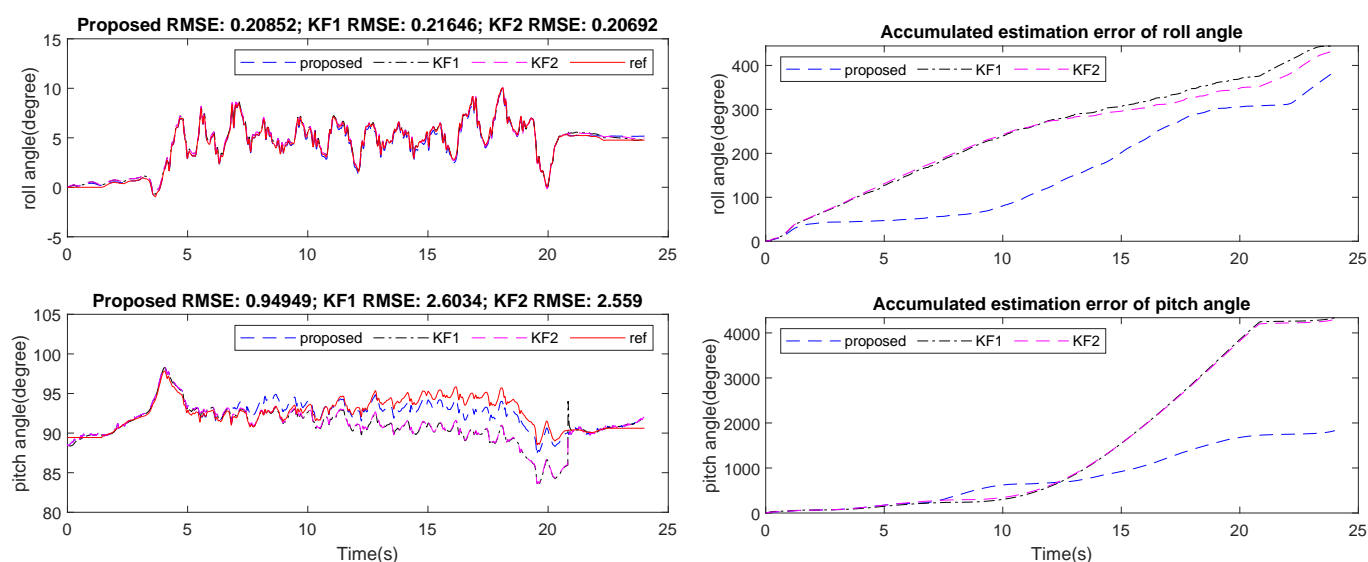 Proposed RMSE: 0.20852; KF1 RMSE: 0.21646; KF2 RMSE: 0.20692
15
10
5
0
-5
roll angle(degree)
proposed KF1 KF2 ref
0 5 10 15 20 25
Accumulated estimation error of roll angle
400
300
200
100
0
roll angle(degree)
proposed KF1 KF2
0 5 10 15 20 25
Proposed RMSE: 0.94949; KF1 RMSE: 2.6034; KF2 RMSE: 2.559
105
100
95
90
85
80
pitch angle(degree)
proposed KF1 KF2 ref
0 5 10 15 20 25
Time(s)
Accumulated estimation error of pitch angle
4000
3000
2000
1000
0
pitch angle(degree)
proposed KF1 KF2
0 5 10 15 20 25
Time(s)